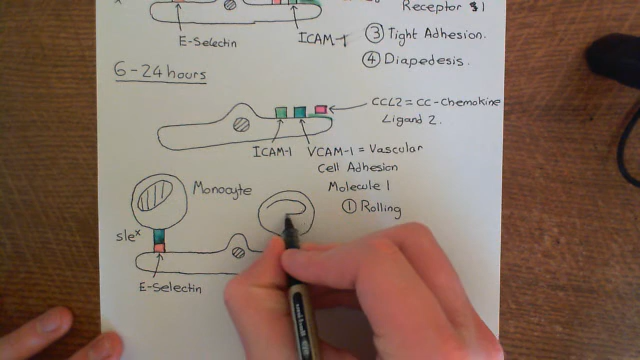 Receptor 1
E-Selectin
ICAM-1
③ Tight Adhesion.
④ Diapedesis.
6-24 hours
CCL2 = CC-Chemokine
Ligand 2.
ICAM-1
VCAM-1 = Vascular
Cell Adhesion
Molecule 1
Monocyte
① Rolling
sleˣ
E-Selectin